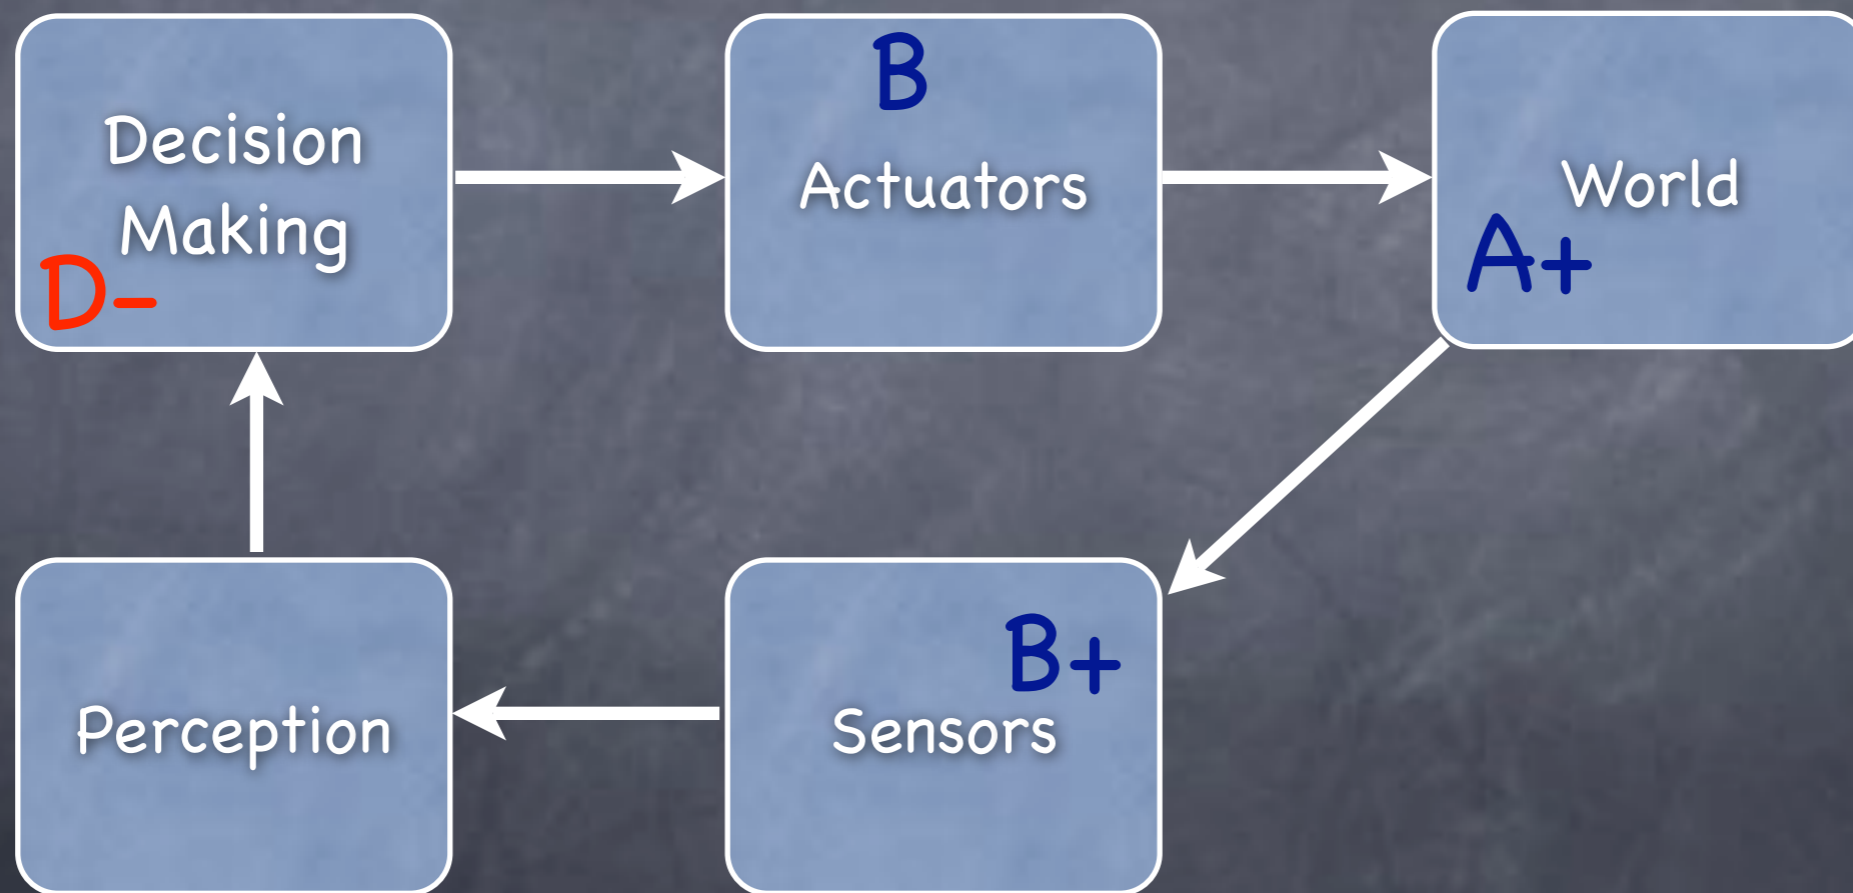 B
Decision
Making
D-
Actuators
World
A+
B+
Perception
Sensors